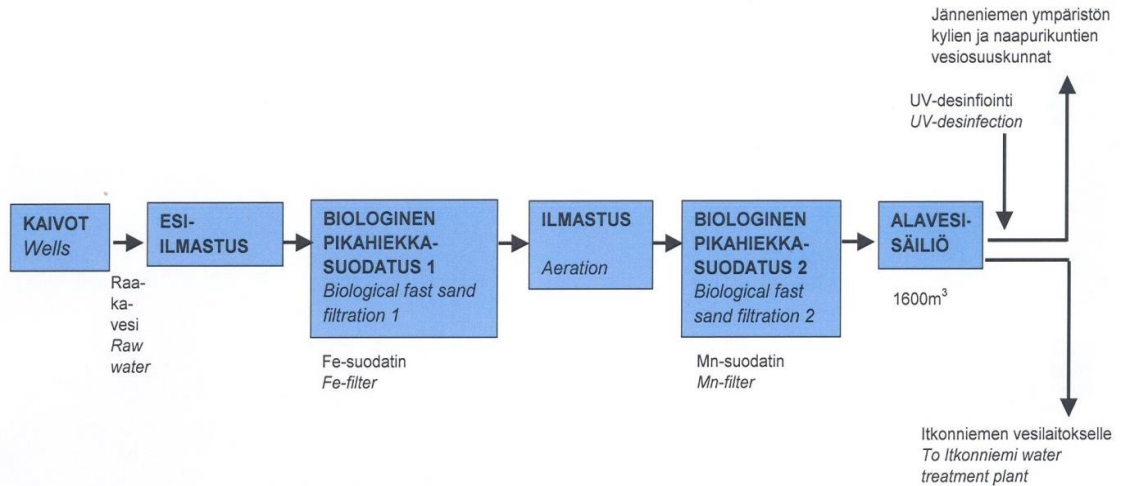 Jänneniemen ympäristön
kylien ja naapurikuntien
vesiosuuskunnat
UV-desinfiointi
UV-desinfection
KAIVOT
Wells
Raa-
ka-
vesi
Raw
water
ESI-
ILMASTUS
BIOLOGINEN
PIKAHIEKKA-
SUODATUS 1
Biological fast sand
filtration 1
Fe-suodatin
Fe-filter
ILMASTUS
Aeration
BIOLOGINEN
PIKAHIEKKA-
SUODATUS 2
Biological fast
sand filtration 2
Mn-suodatin
Mn-filter
ALAVESI-
SÄILIÖ
1600m³
Itkonniemen vesilaitokselle
To Itkonniemi water
treatment plant